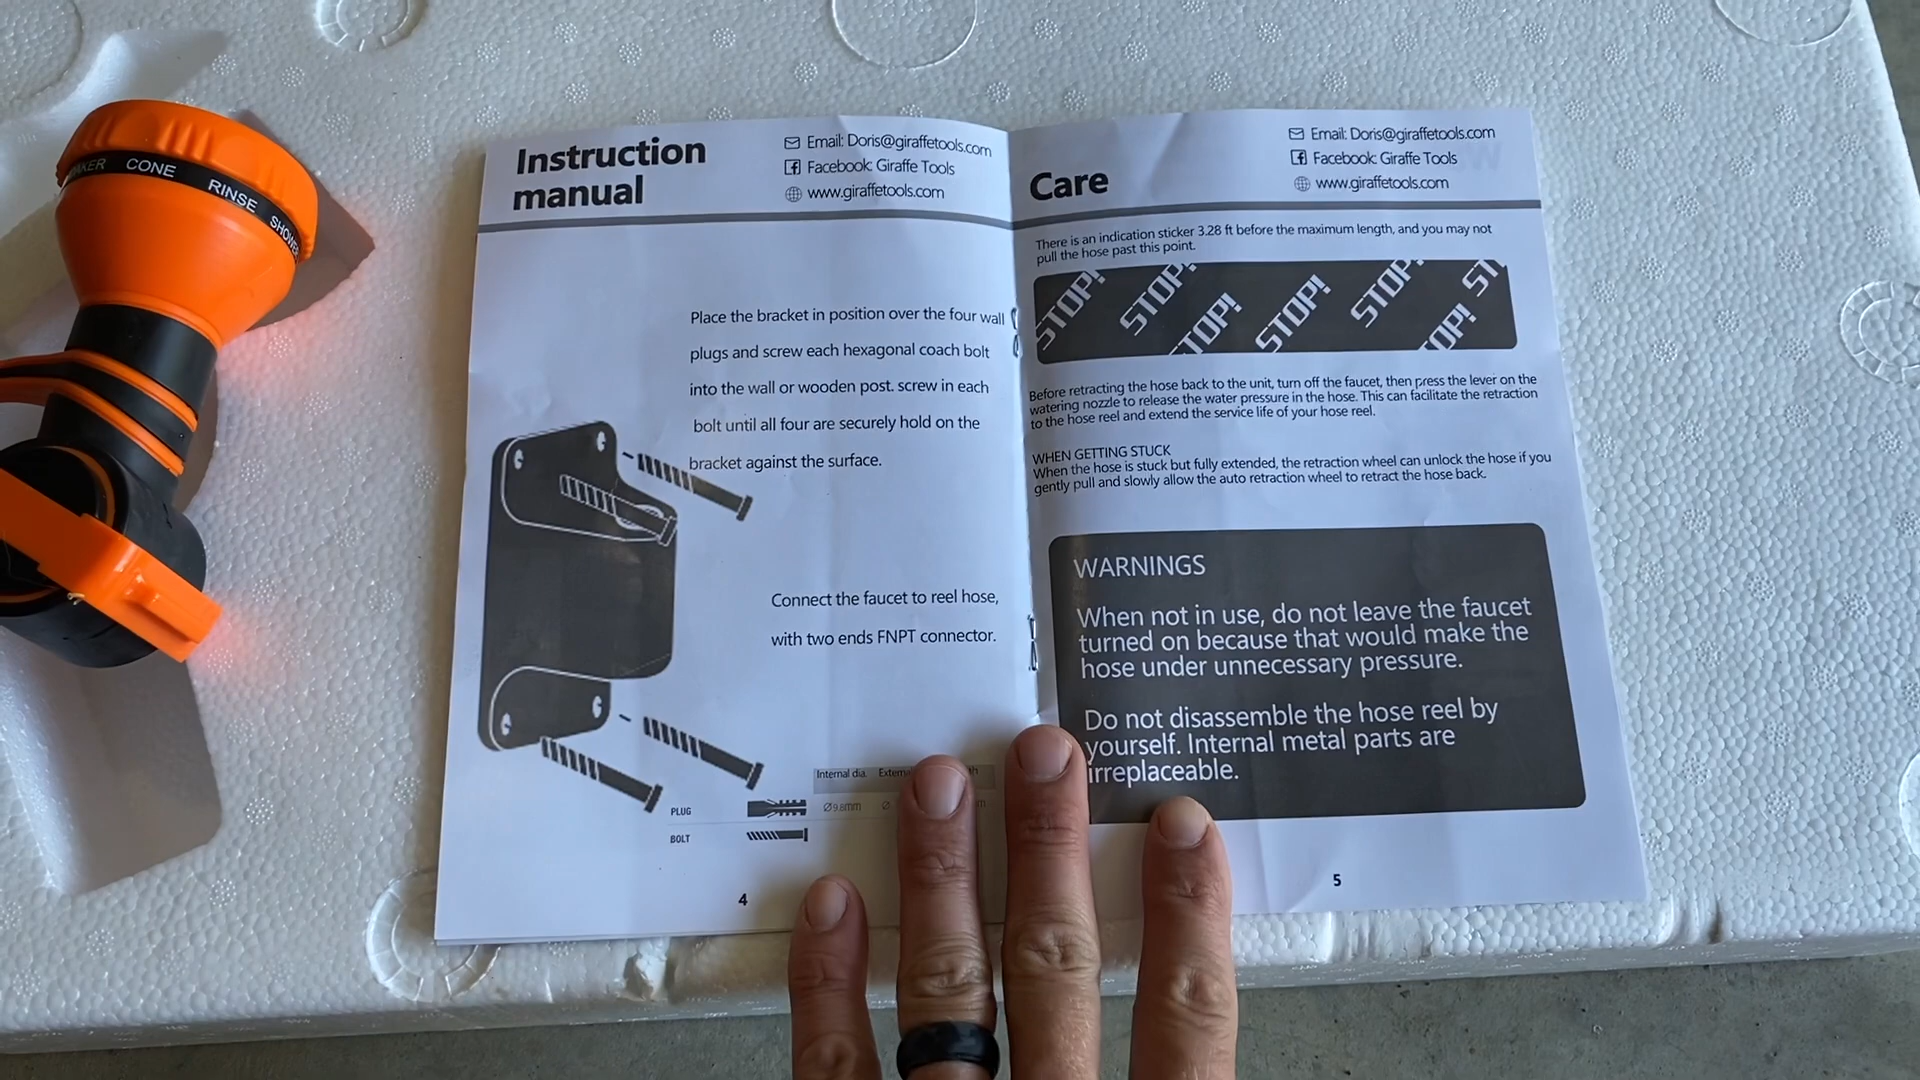 CONE
RINSE
SHOWER
Instruction
manual
Email: Doris@giraffetools.com
Facebook: Giraffe Tools
www.giraffetools.com
Place the bracket in position over the four wall
plugs and screw each hexagonal coach bolt
into the wall or wooden post. screw in each
bolt until all four are securely hold on the
bracket against the surface.
Connect the faucet to reel hose,
with two ends FNPT connector.
Internal dia.
PLUG
Ø9.8mm
Ø
BOLT
4
Care
Email: Doris@giraffetools.com
Facebook: Giraffe Tools
www.giraffetools.com
There is an indication sticker 3.28 ft before the maximum length, and you may not
pull the hose past this point.
STOP! STOP! STOP! STOP! STOP! STOP! STOP!
Before retracting the hose back to the unit, turn off the faucet, then press the lever on the
watering nozzle to release the water pressure in the hose. This can facilitate the retraction
to the hose reel and extend the service life of your hose reel.
WHEN GETTING STUCK
When the hose is stuck but fully extended, the retraction wheel can unlock the hose if you
gently pull and slowly allow the auto retraction wheel to retract the hose back.
WARNINGS
When not in use, do not leave the faucet
turned on because that would make the
hose under unnecessary pressure.
Do not disassemble the hose reel by
yourself. Internal metal parts are
irreplaceable.
5